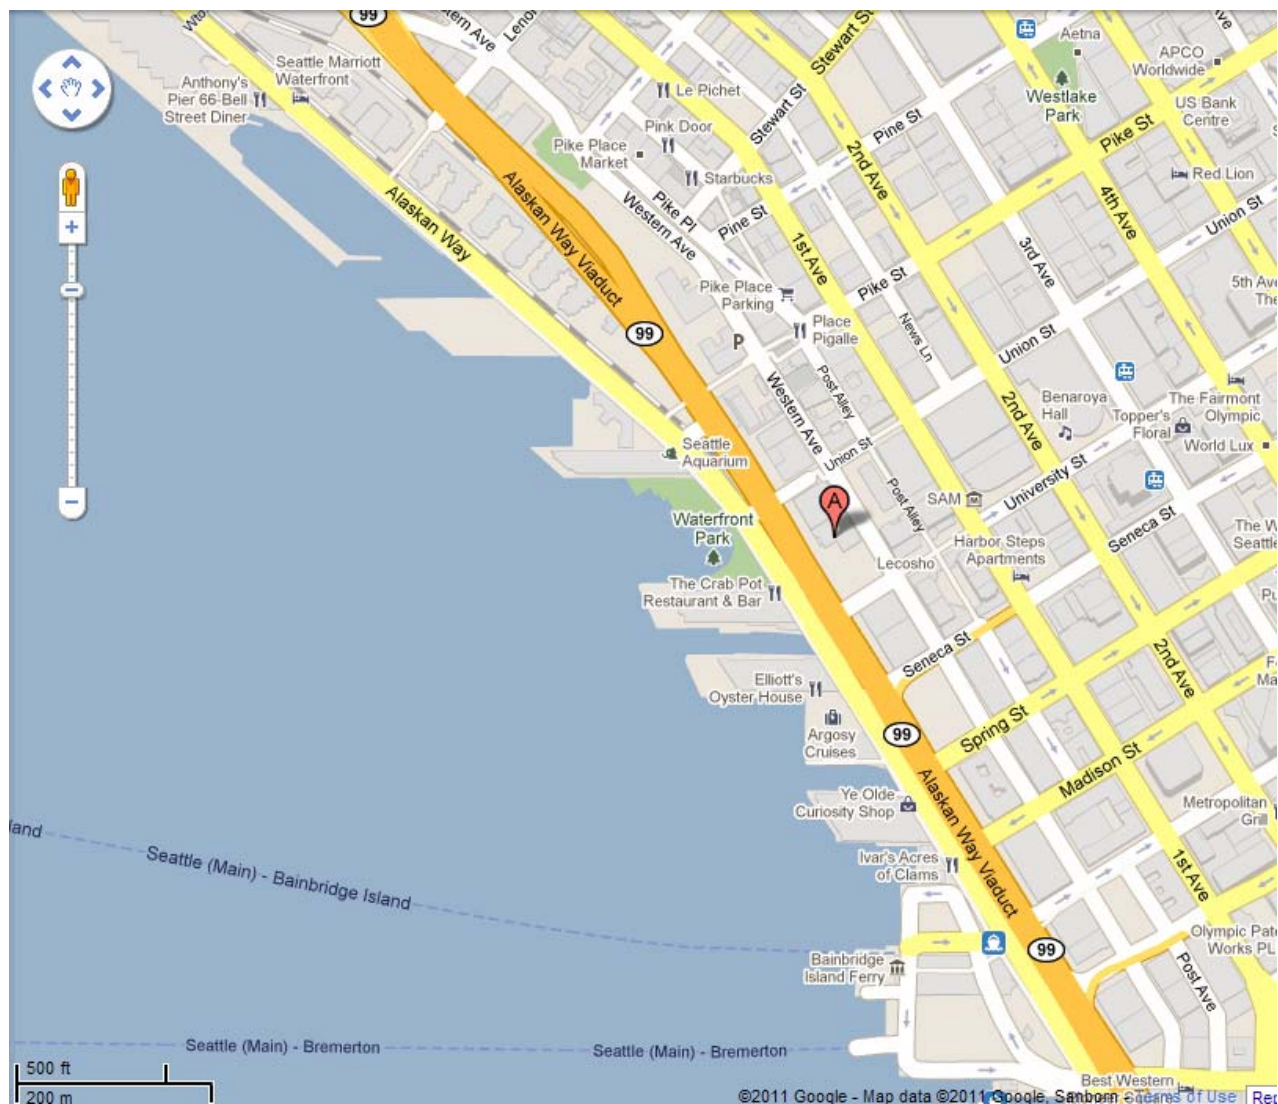 99
Western Ave
Stewart St
Aetna
Seattle Marriott
Waterfront
APCO
Worldwide
Anthony's
Pier 66-Bell
Street Diner
Le Pichet
Stewart St
Westlake
Park
US Bank
Centre
Pink Door
Pine St
2nd Ave
Pike St
Pike Place
Market
Starbucks
Red Lion
Alaskan Way
Alaskan Way Viaduct
Western Ave
Pike Pl
Pine St
4th Ave
Union St
1st Ave
3rd Ave
Pike St
Pike Place
Parking
99
P
Place
Pigalle
News Ln
Union St
Western Ave
Post Alley
2nd Ave
Benaroya
Hall
The Fairmont
Olympic
Topper's
Floral
World Lux
Seattle
Aquarium
Union St
Post Alley
SAM
University St
A
Waterfront
Park
Seneca St
Harbor Steps
Apartments
Lecosho
The Crab Pot
Restaurant & Bar
Seneca St
2nd Ave
Elliott's
Oyster House
Argosy
Cruises
99
Spring St
Madison St
Ye Olde
Curiosity Shop
Alaskan Way Viaduct
Metropolitan
Grill
Ivar's Acres
of Clams
1st Ave
Seattle (Main) - Bainbridge Island
99
Bainbridge
Island Ferry
Post Ave
Seattle (Main) - Bremerton
Seattle (Main) - Bremerton
500 ft
200 m
Best Western
©2011 Google - Map data ©2011 Google, Sanborn - Terms of Use